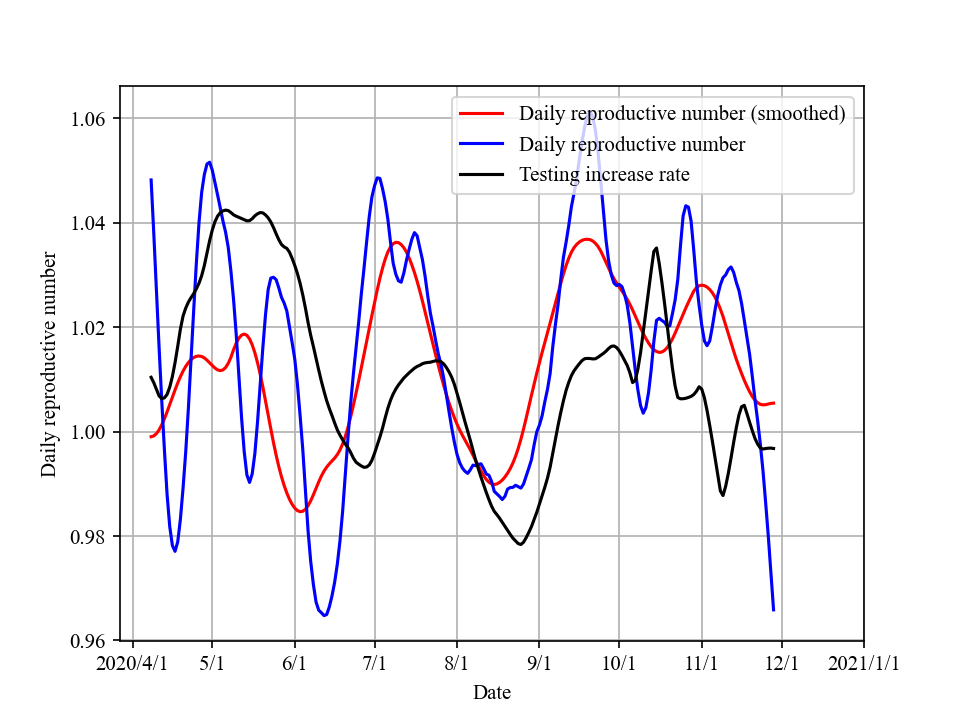 Daily reproductive number (smoothed)
Daily reproductive number
Testing increase rate
Daily reproductive number
1.06
1.04
1.02
1.00
0.98
0.96
2020/4/1 5/1 6/1 7/1 8/1 9/1 10/1 11/1 12/1 2021/1/1
Date